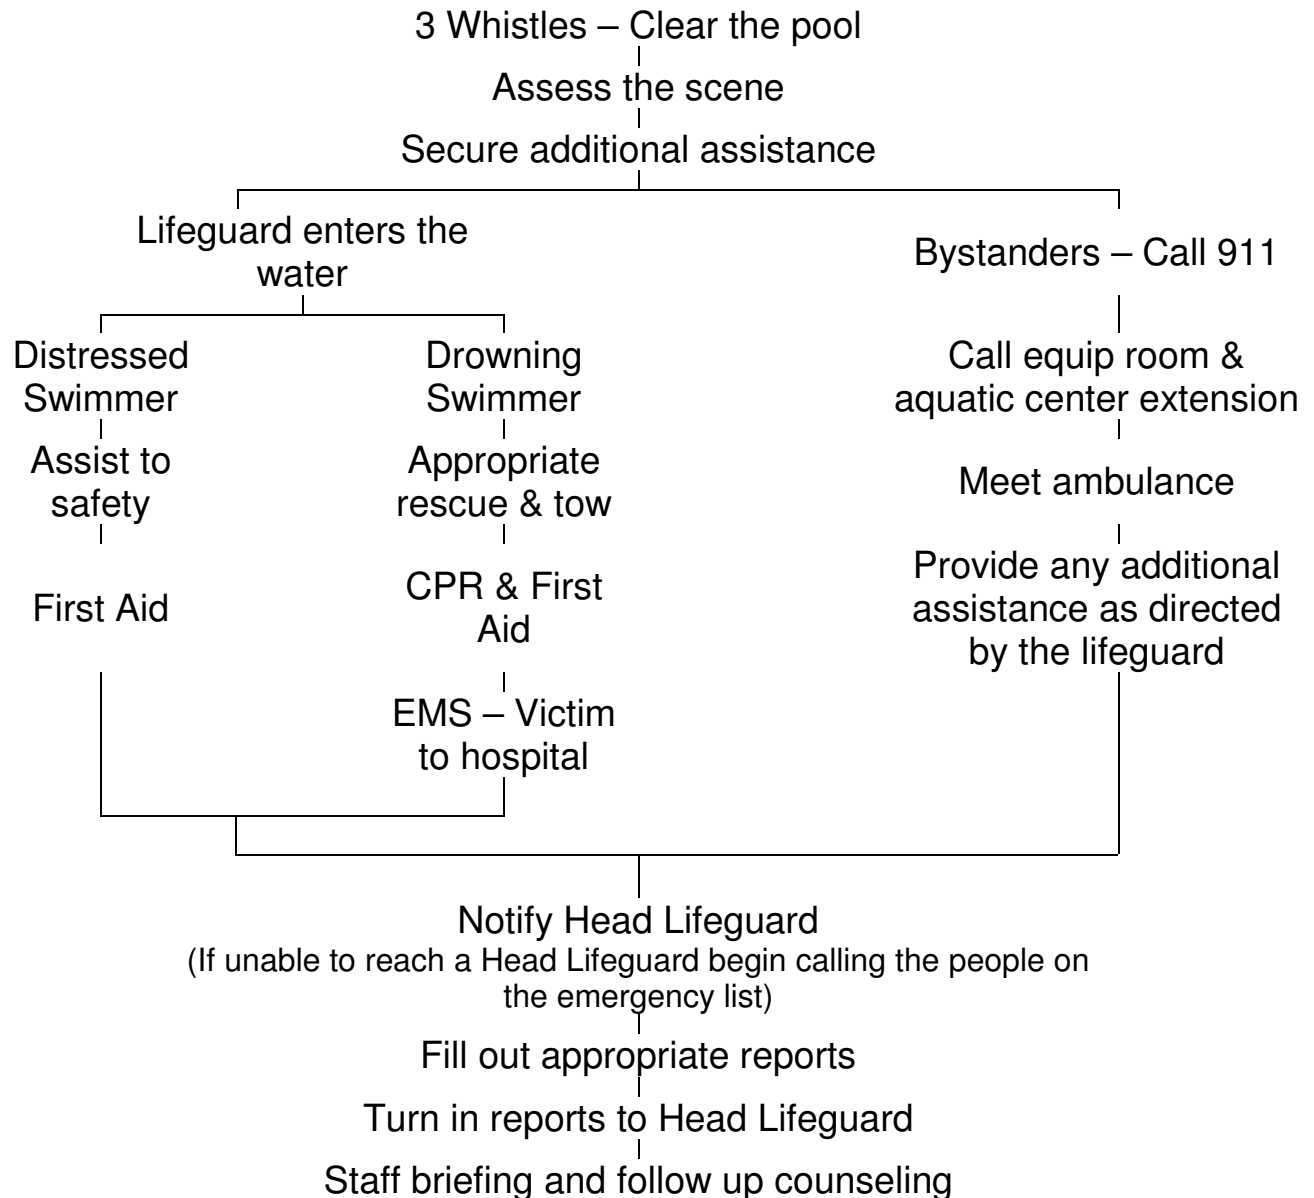 3 Whistles – Clear the pool
Assess the scene
Secure additional assistance
Lifeguard enters the
water
Bystanders – Call 911
Distressed
Swimmer
Drowning
Swimmer
Call equip room &
aquatic center extension
Assist to
safety
Appropriate
rescue & tow
Meet ambulance
First Aid
CPR & First
Aid
Provide any additional
assistance as directed
by the lifeguard
EMS – Victim
to hospital
Notify Head Lifeguard
(If unable to reach a Head Lifeguard begin calling the people on
the emergency list)
Fill out appropriate reports
Turn in reports to Head Lifeguard
Staff briefing and follow up counseling